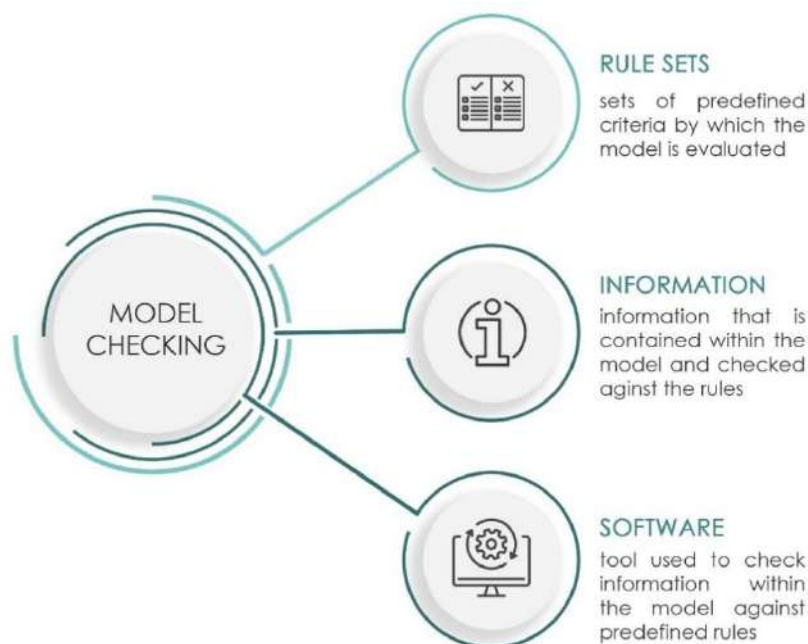 MODEL
CHECKING
RULE SETS
sets of predefined
criteria by which the
model is evaluated
INFORMATION
information that is
contained within the
model and checked
aginst the rules
SOFTWARE
tool used to check
information within
the model against
predefined rules